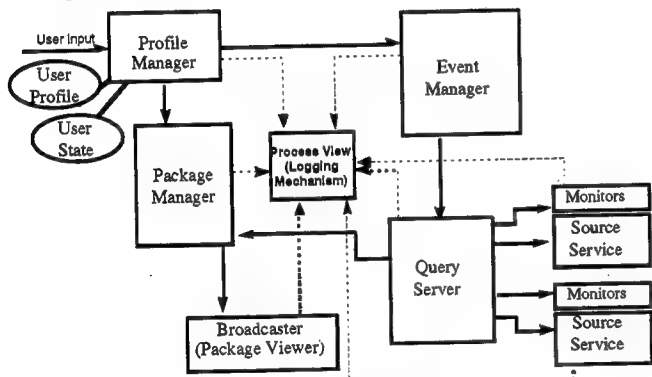 User Input
Profile
Manager
User
Profile
User
State
Event
Manager
Process View
(Logging
Mechanism)
Package
Manager
Monitors
Source
Service
Query
Server
Monitors
Source
Service
Broadcaster
(Package Viewer)